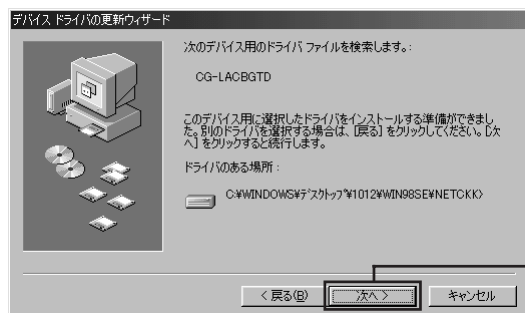 デバイス ドライバの更新ウィザード
次のデバイス用のドライバ ファイルを検索します。:
CG-LACBGTD
このデバイス用に選択したドライバをインストールする準備ができまし
た。別のドライバを選択する場合は、[戻る] をクリックしてください。[次
へ] をクリックすると続行します。
ドライバのある場所 :
C:¥WINDOWS¥ﾃﾞｽｸﾄｯﾌﾟ¥1012¥WIN98SE¥NETCKK>
< 戻る(B)
次へ >
キャンセル